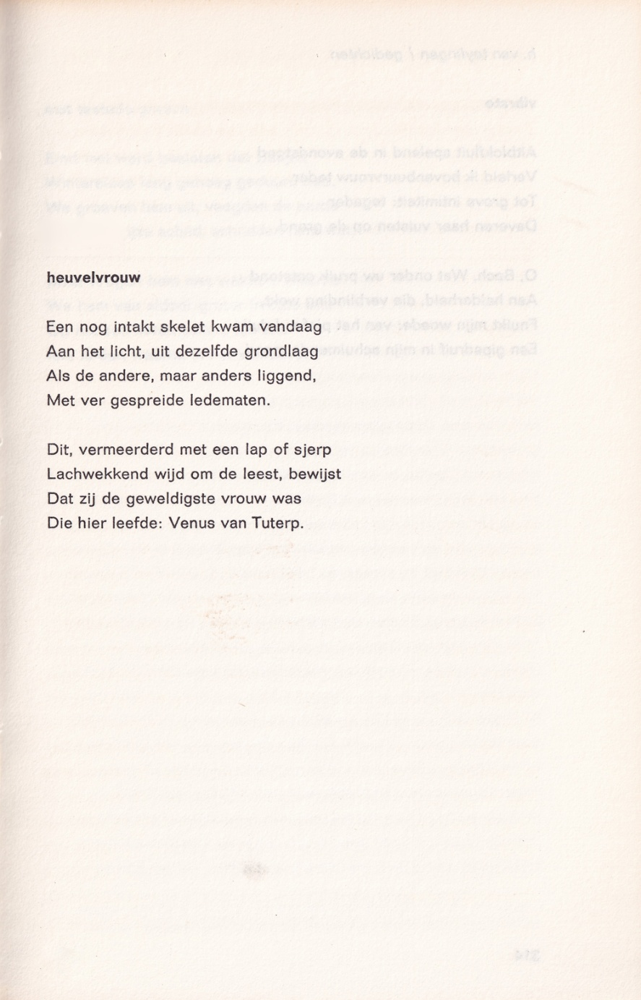 heuvelvrouw
Een nog intakt skelet kwam vandaag
Aan het licht, uit dezelfde grondlaag
Als de andere, maar anders liggend,
Met ver gespreide ledematen.
Dit, vermeerderd met een lap of sjerp
Lachwekkend wijd om de leest, bewijst
Dat zij de geweldigste vrouw was
Die hier leefde: Venus van Tuterp.